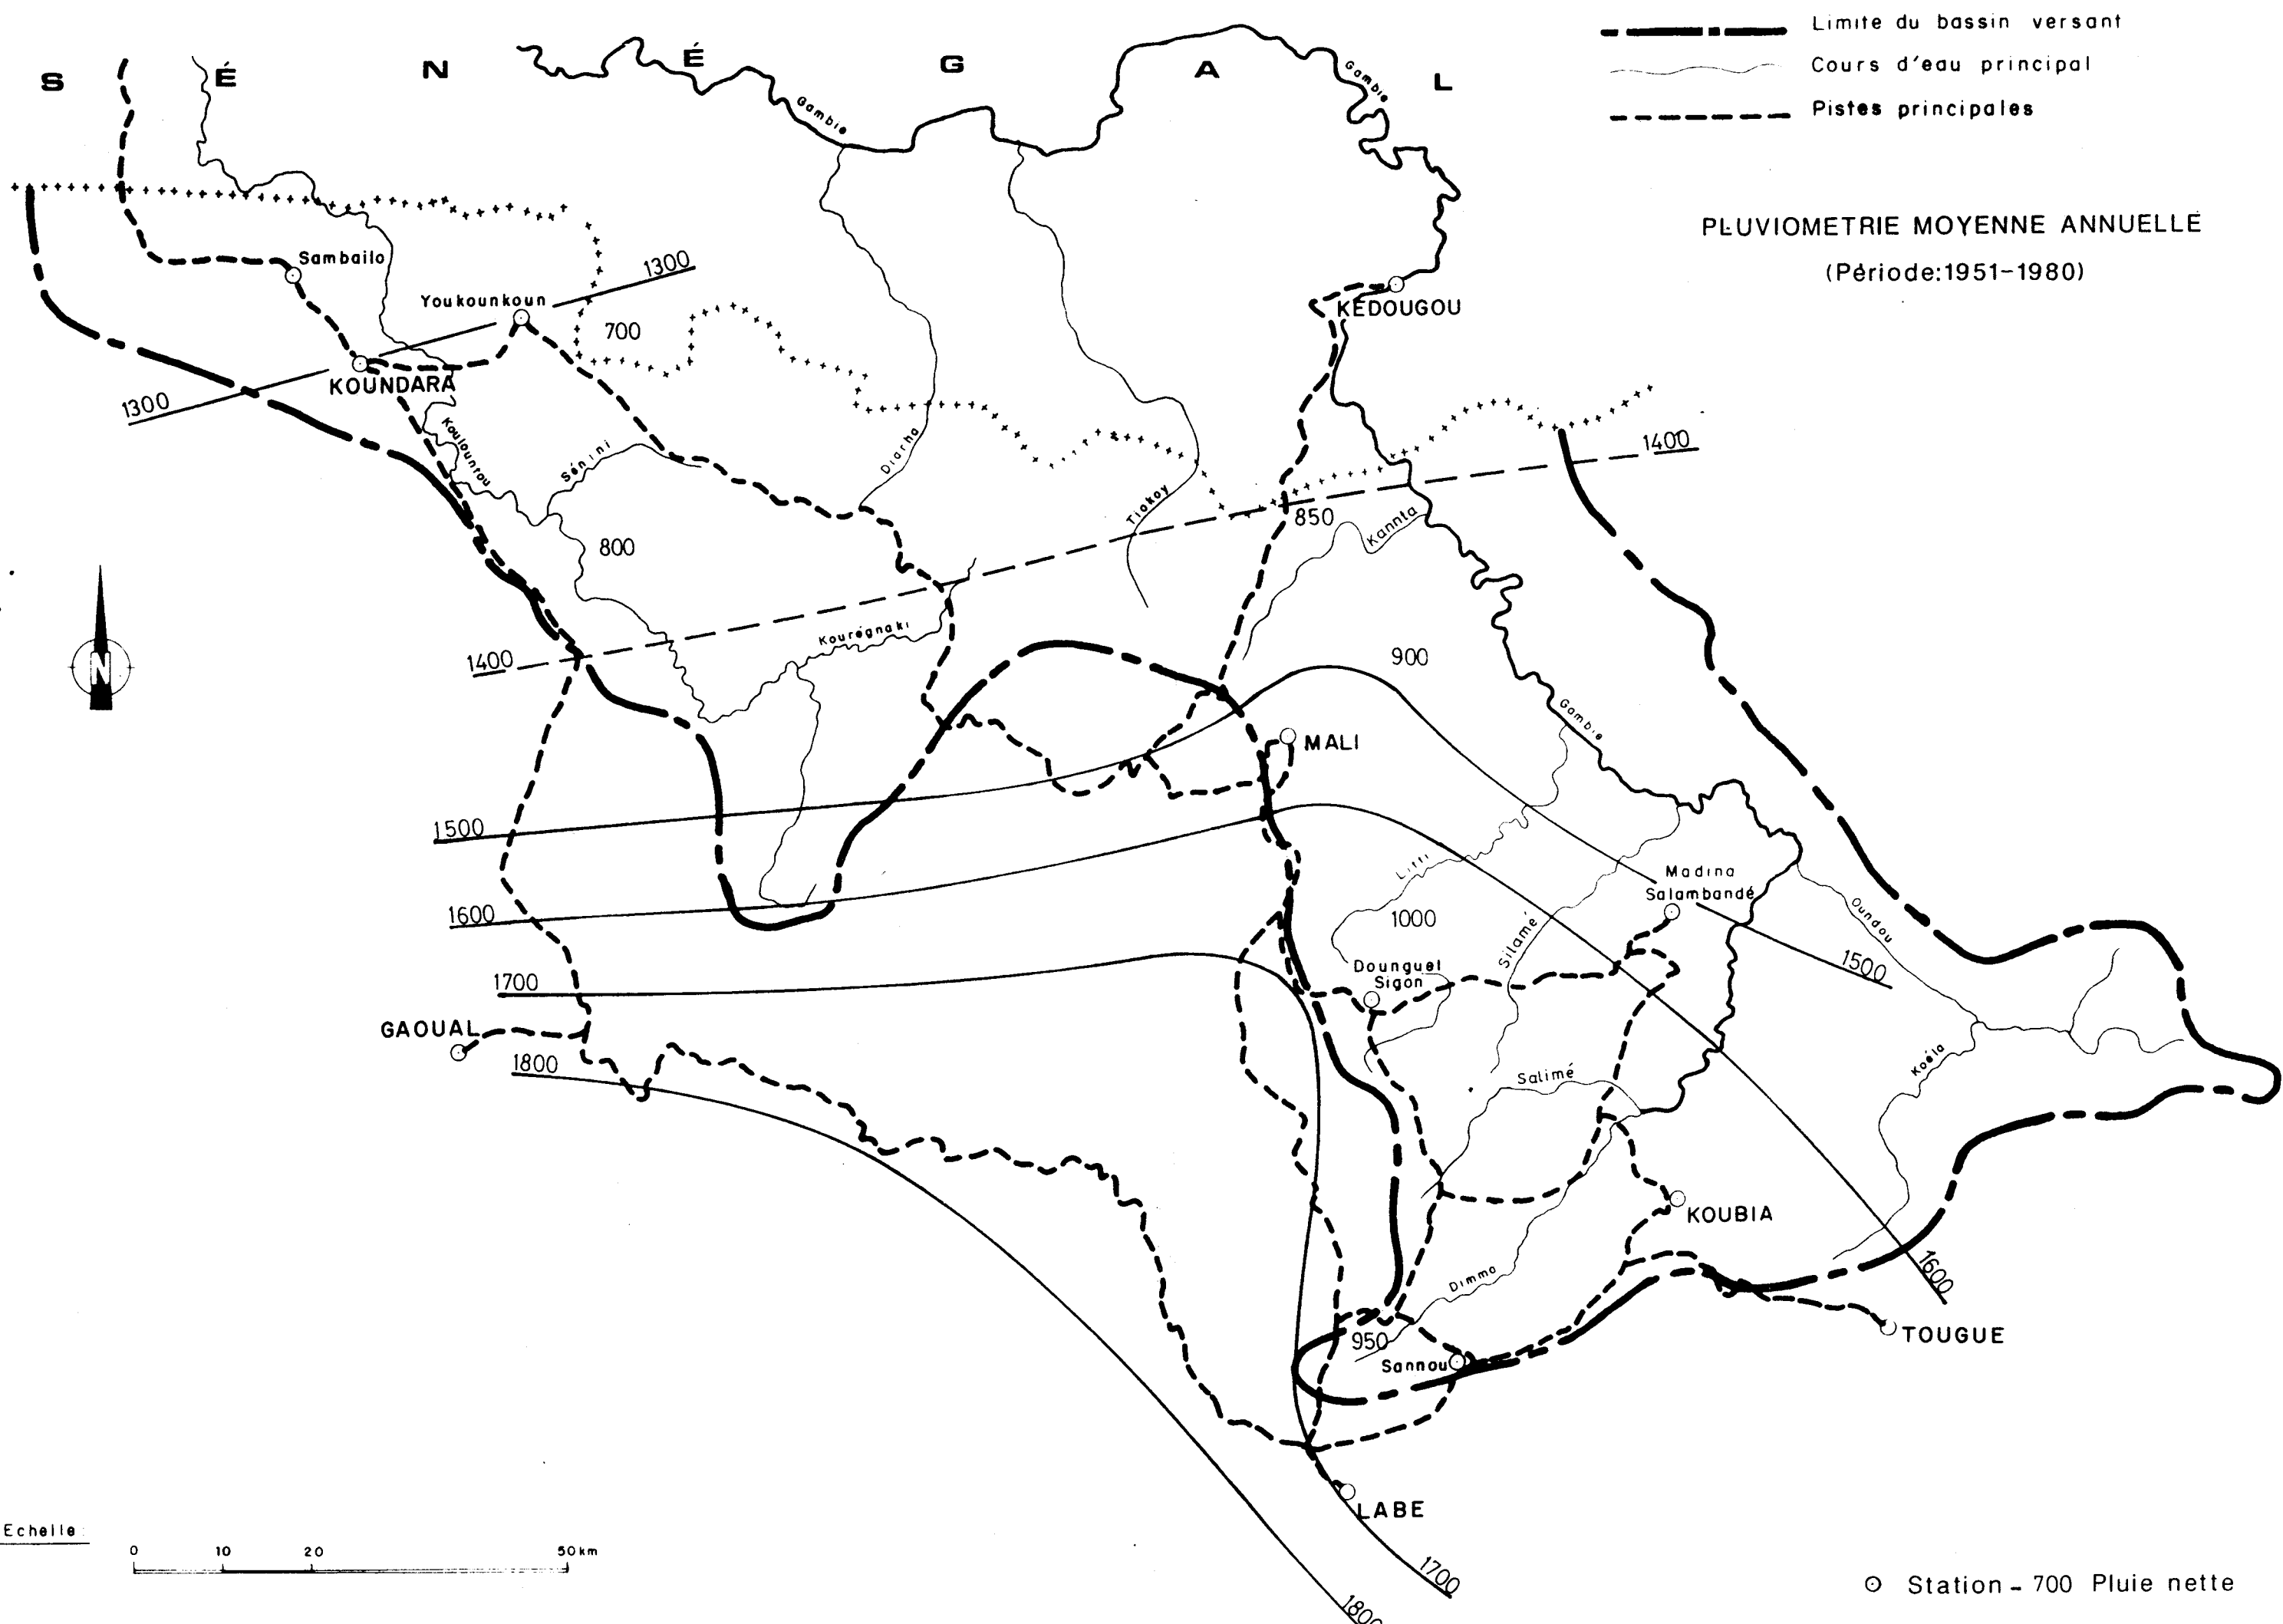 Limite du bassin versant
Cours d'eau principal
Pistes principales
S É N É G A L
Gambie
Gambie
PLUVIOMETRIE MOYENNE ANNUELLE
(Période:1951-1980)
Sambailo
Youkounkoun
1300
700
KEDOUGOU
KOUNDARA
1300
Koulountou
Sénini
Diarha
Tiokoy
1400
850
Kannta
800
N
Kourégnaki
1400
900
Gambie
MALI
1500
Litti
Madina
Salambandé
1600
1000
Silamé
Oundou
Dounguel
Sigon
1500
1700
GAOUAL
1800
Salimé
Koéla
KOUBIA
Dimma
1600
950
Sannou
TOUGUE
LABE
1700
1800
Echelle :
0 10 20 50km
Station - 700 Pluie nette